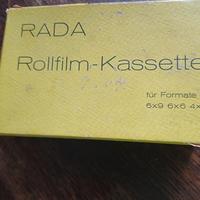 RADA
Rollfilm-Kassette
für Formate
6x9 6x6 4x